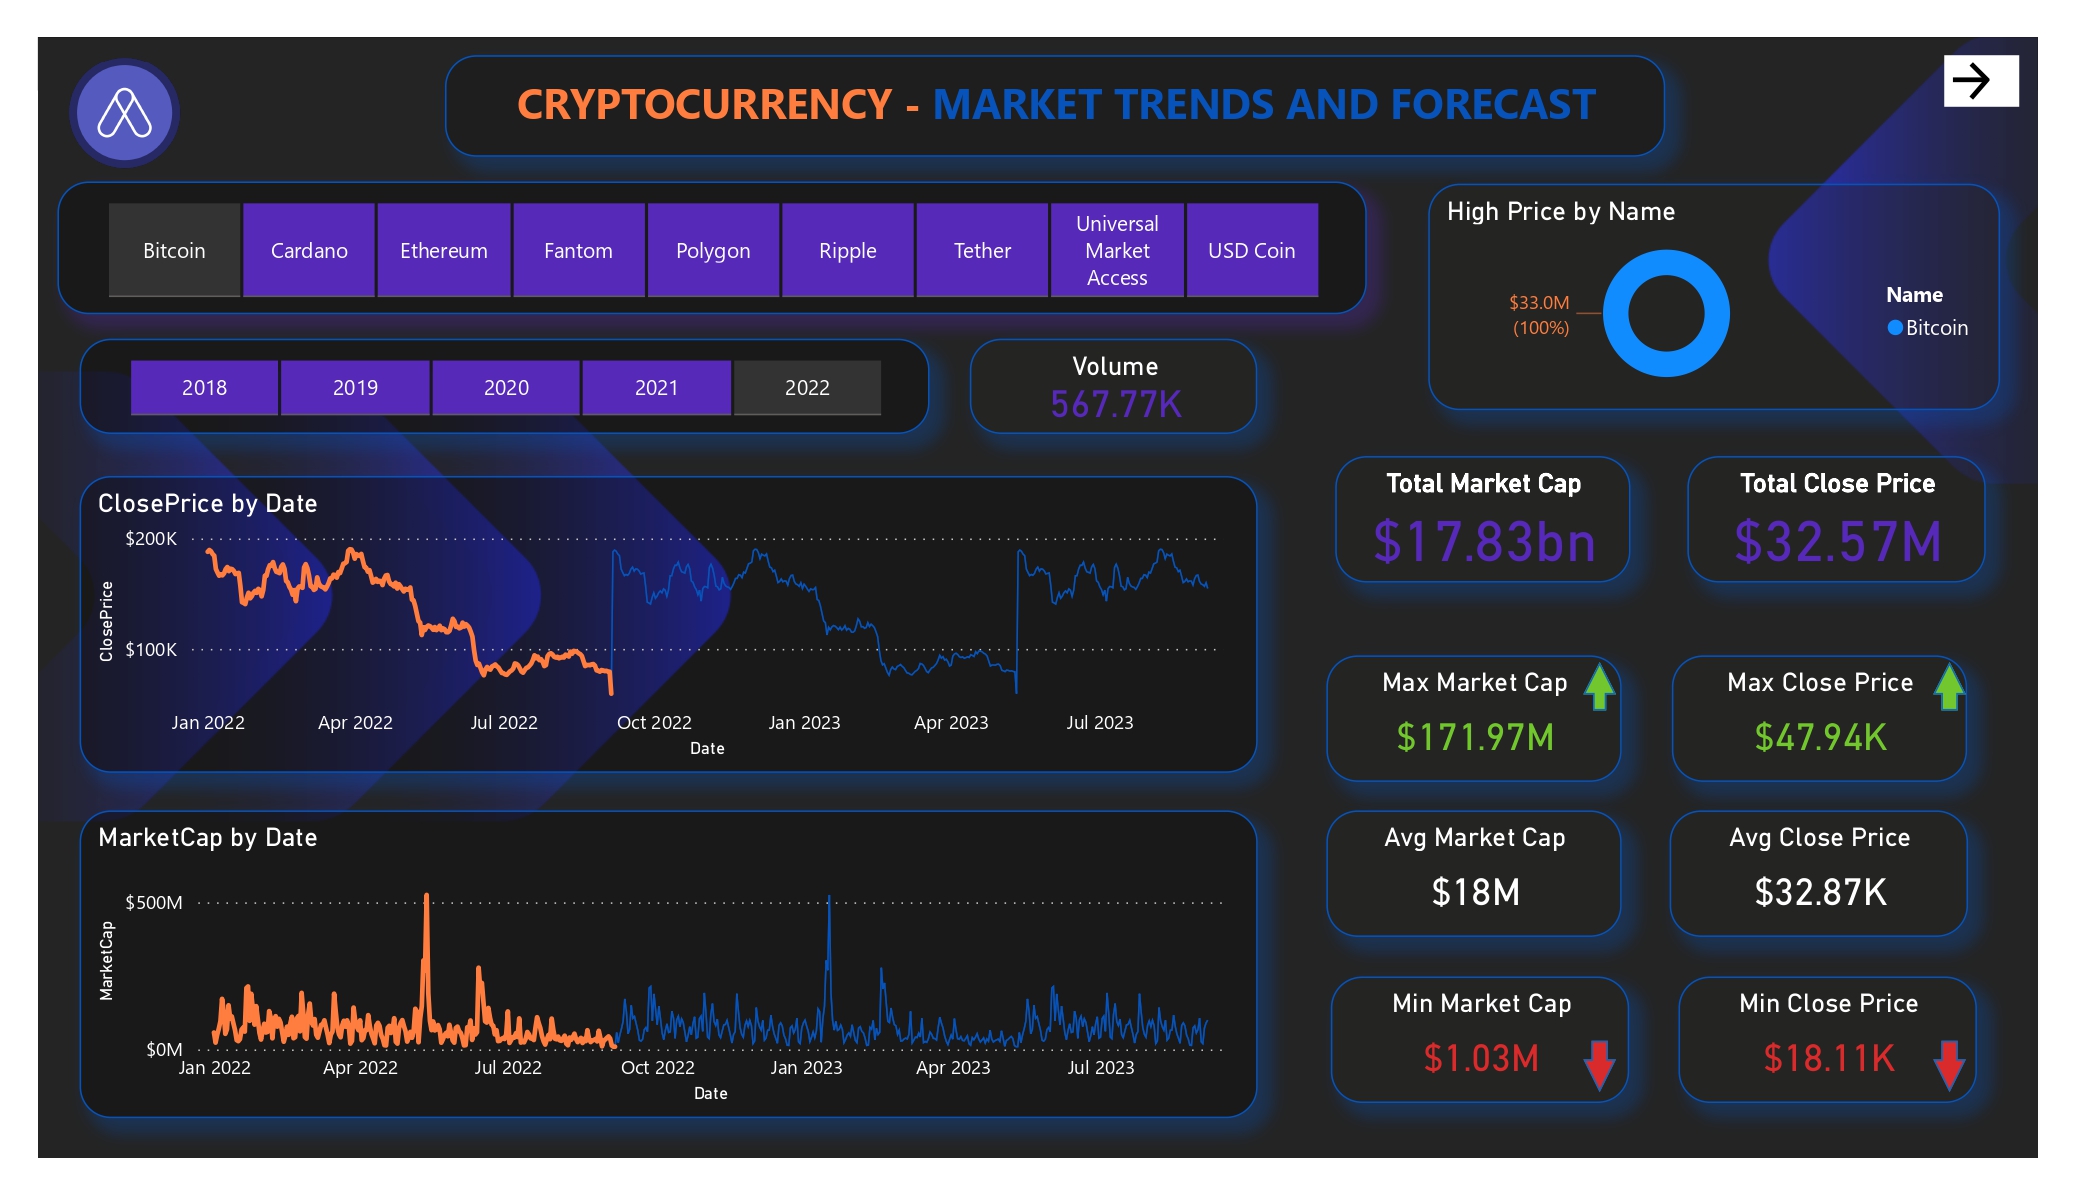 CRYPTOCURRENCY - MARKET TRENDS AND FORECAST
Bitcoin
Cardano
Ethereum
Fantom
Polygon
Ripple
Tether
Universal
Market
Access
USD Coin
High Price by Name
$33.0M
(100%)
Name
Bitcoin
2018
2019
2020
2021
2022
Volume
567.77K
ClosePrice by Date
$200K
$100K
ClosePrice
Jan 2022
Apr 2022
Jul 2022
Oct 2022
Jan 2023
Apr 2023
Jul 2023
Date
Total Market Cap
$17.83bn
Total Close Price
$32.57M
Max Market Cap
$171.97M
Max Close Price
$47.94K
MarketCap by Date
$500M
$0M
MarketCap
Jan 2022
Apr 2022
Jul 2022
Oct 2022
Jan 2023
Apr 2023
Jul 2023
Date
Avg Market Cap
$18M
Avg Close Price
$32.87K
Min Market Cap
$1.03M
Min Close Price
$18.11K